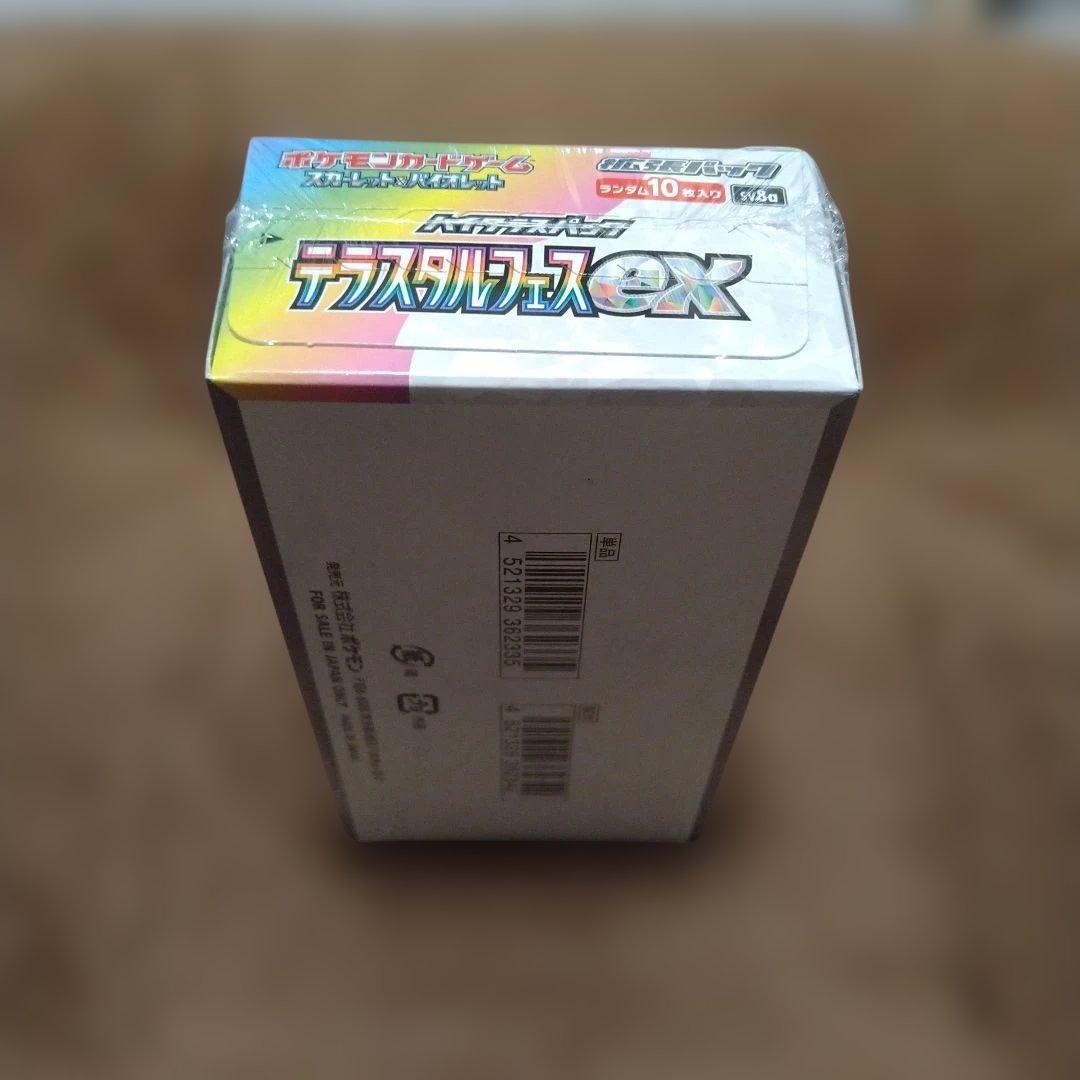 ポケモンカードゲーム
スカーレット&バイオレット
拡張パック
ランダム10枚入り
sv8a
ハイクラスパック
テラスタルフェスex
単品
4 521329 362335
発売元 株式会社 ポケモン
FOR SALE IN JAPAN ONLY MADE IN JAPAN